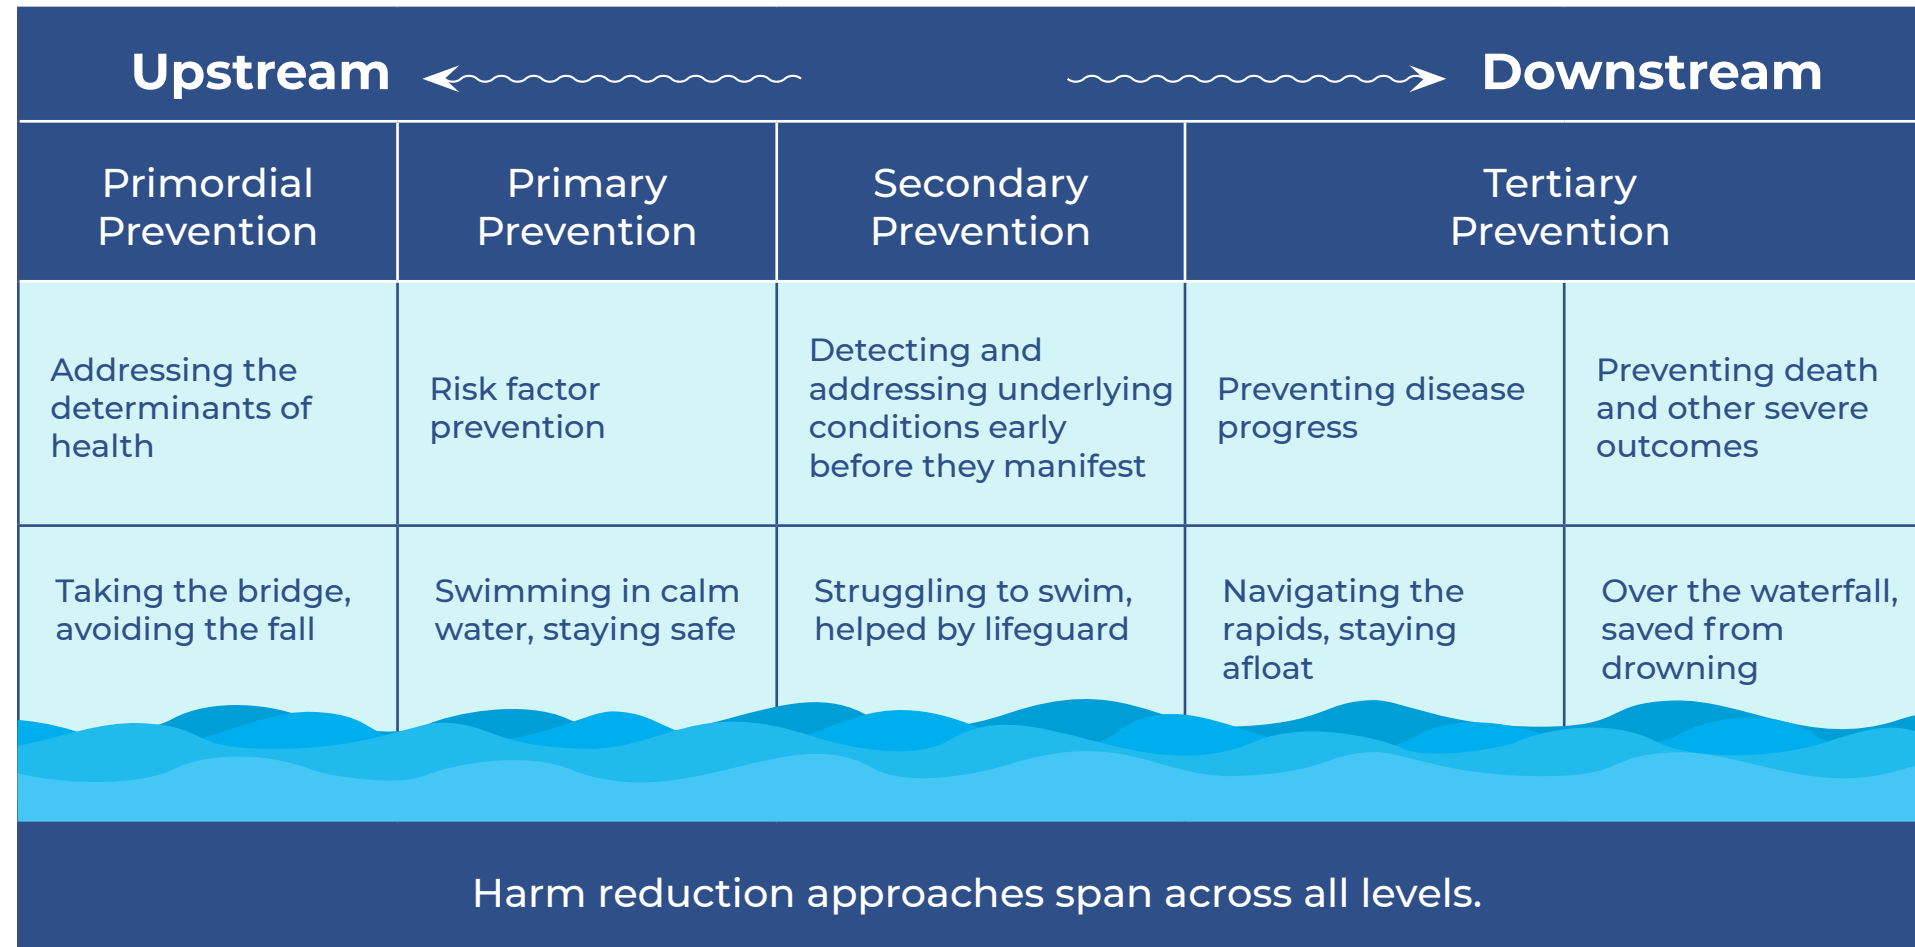 Upstream
Downstream
Primordial
Prevention
Primary
Prevention
Secondary
Prevention
Tertiary
Prevention
Addressing the
determinants of
health
Risk factor
prevention
Detecting and
addressing underlying
conditions early
before they manifest
Preventing disease
progress
Preventing death
and other severe
outcomes
Taking the bridge,
avoiding the fall
Swimming in calm
water, staying safe
Struggling to swim,
helped by lifeguard
Navigating the
rapids, staying
afloat
Over the waterfall,
saved from
drowning
Harm reduction approaches span across all levels.